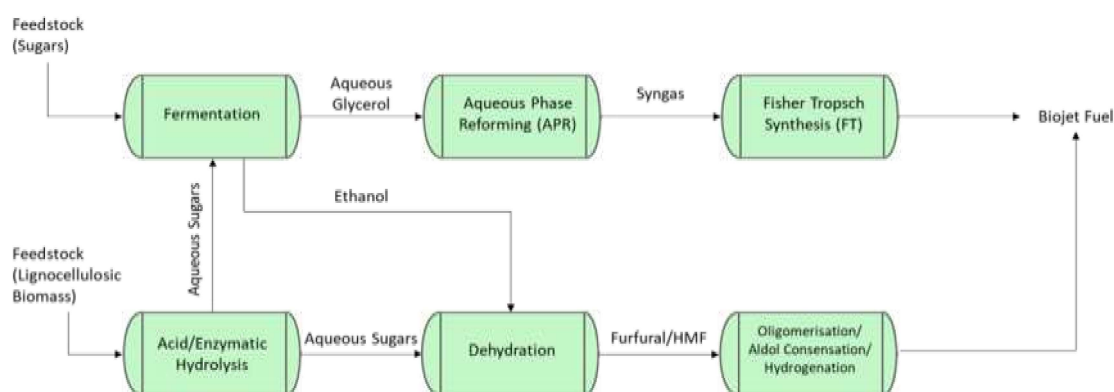 Feedstock
(Sugars)
Fermentation
Aqueous
Glycerol
Aqueous Phase
Reforming (APR)
Syngas
Fisher Tropsch
Synthesis (FT)
Biojet Fuel
Aqueous Sugars
Ethanol
Feedstock
(Lignocellulosic
Biomass)
Acid/Enzymatic
Hydrolysis
Aqueous Sugars
Dehydration
Furfural/HMF
Oligomerisation/
Aldol Consensation/
Hydrogenation